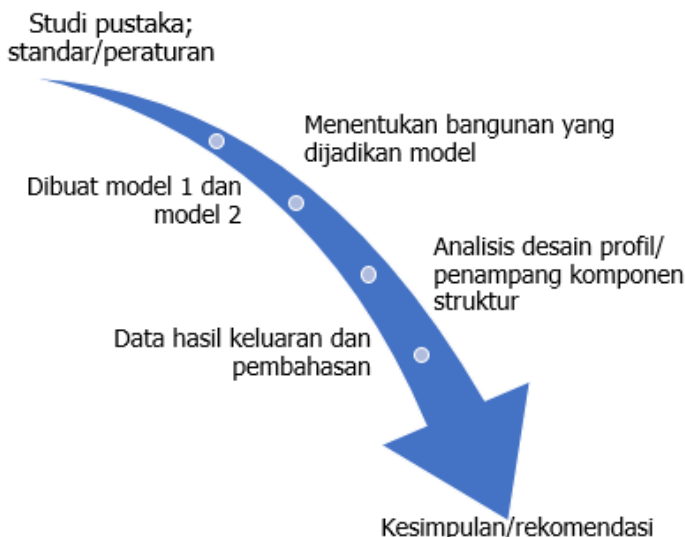 Studi pustaka;
standar/peraturan
Menentukan bangunan yang
dijadikan model
Dibuat model 1 dan
model 2
Analisis desain profil/
penampang komponen
struktur
Data hasil keluaran dan
pembahasan
Kesimpulan/rekomendasi